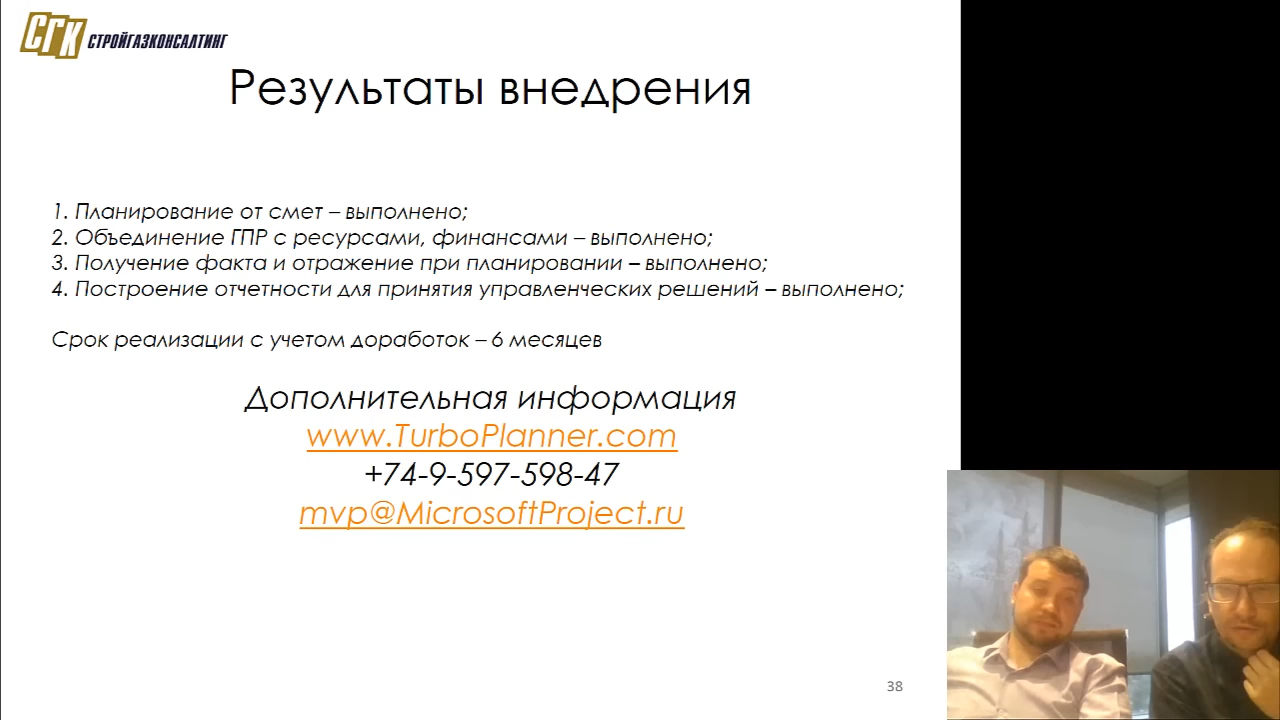 СГК СТРОЙГАЗКОНСАЛТИНГ
Результаты внедрения
1. Планирование от смет – выполнено;
2. Объединение ГПР с ресурсами, финансами – выполнено;
3. Получение факта и отражение при планировании – выполнено;
4. Построение отчетности для принятия управленческих решений – выполнено;
Срок реализации с учетом доработок – 6 месяцев
Дополнительная информация
www.TurboPlanner.com
+74-9-597-598-47
mvp@MicrosoftProject.ru
38